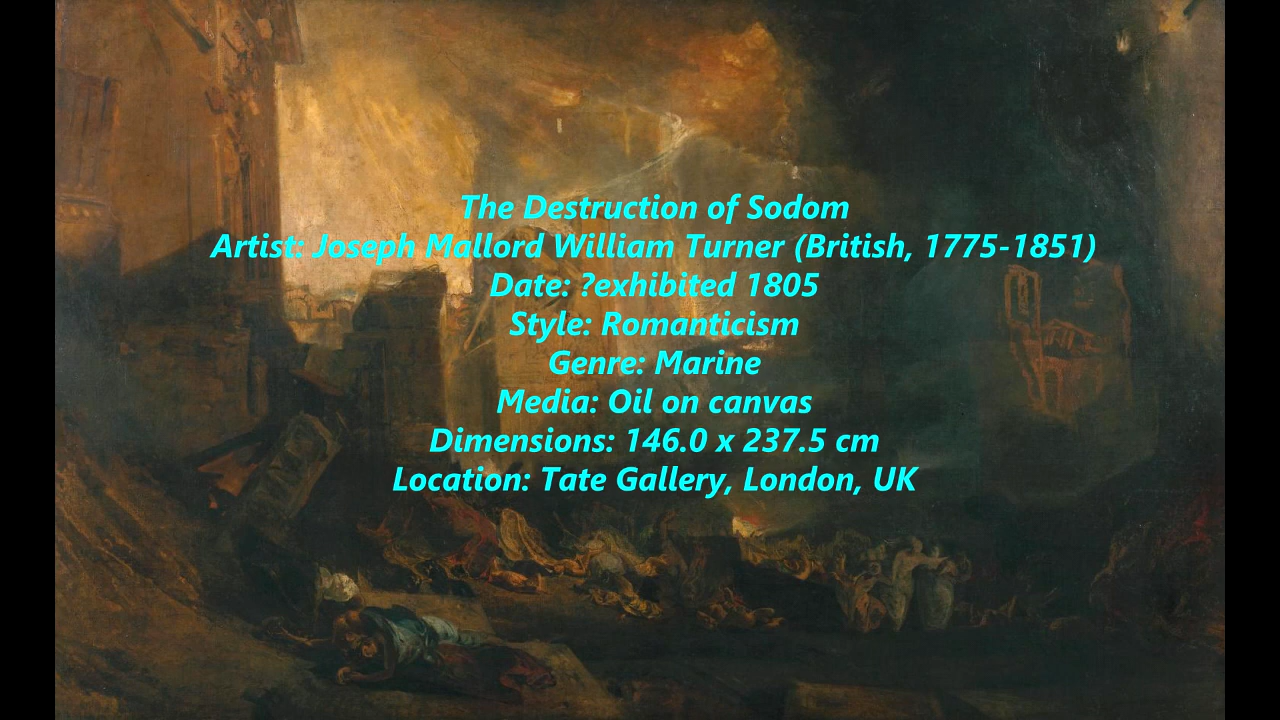 The Destruction of Sodom
Artist: Joseph Mallord William Turner (British, 1775-1851)
Date: ?exhibited 1805
Style: Romanticism
Genre: Marine
Media: Oil on canvas
Dimensions: 146.0 x 237.5 cm
Location: Tate Gallery, London, UK